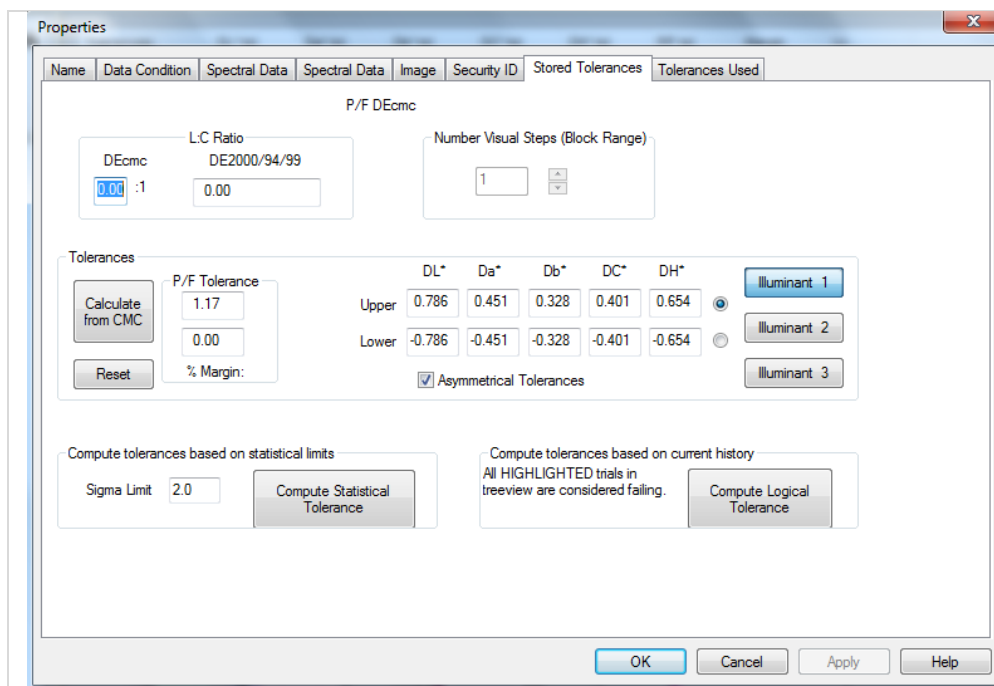 Properties
X
Name Data Condition Spectral Data Spectral Data Image Security ID Stored Tolerances Tolerances Used
P/F DEcmc
L:C Ratio
DEcmc DE2000/94/99
0.00 :1 0.00
Number Visual Steps (Block Range)
1
Tolerances
Calculate
from CMC
Reset
P/F Tolerance
1.17
0.00
% Margin:
DL* Da* Db* DC* DH*
Upper 0.786 0.451 0.328 0.401 0.654
Lower -0.786 -0.451 -0.328 -0.401 -0.654
Asymmetrical Tolerances
Illuminant 1
Illuminant 2
Illuminant 3
Compute tolerances based on statistical limits
Sigma Limit 2.0
Compute Statistical
Tolerance
Compute tolerances based on current history
All HIGHLIGHTED trials in
treeview are considered failing.
Compute Logical
Tolerance
OK Cancel Apply Help